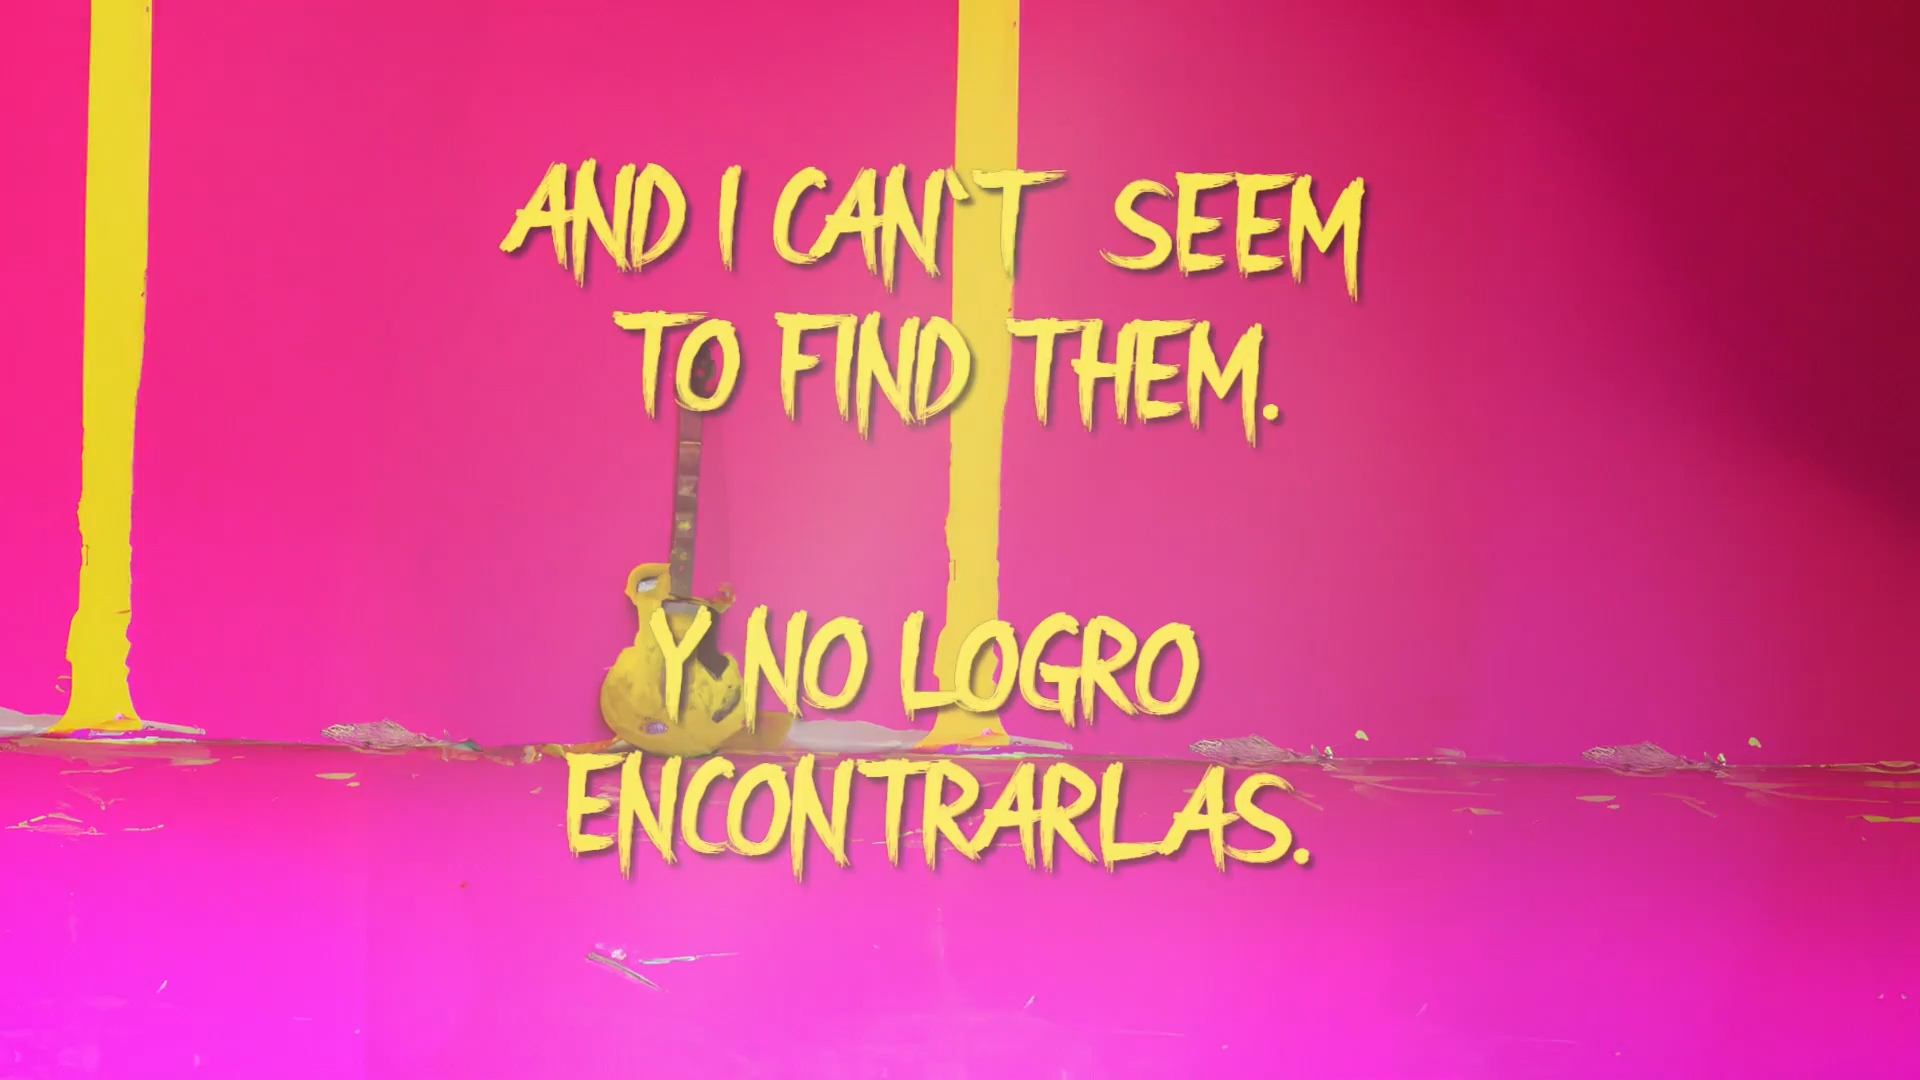 AND I CAN`T SEEM
TO FIND THEM.
Y NO LOGRO
ENCONTRARLAS.